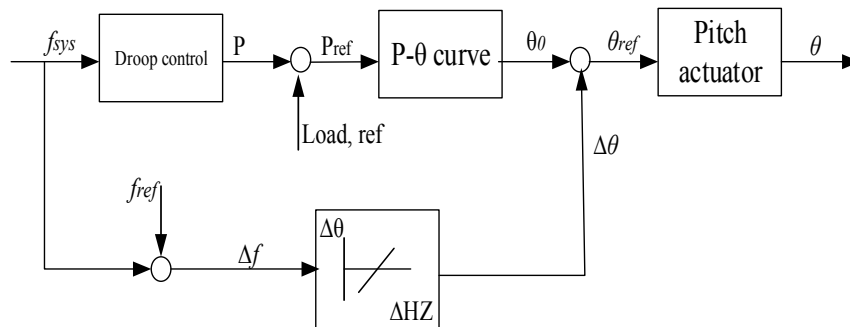 fsys
Droop control
P
Pref
P-θ curve
θ0
θref
Pitch
actuator
θ
Load, ref
Δθ
fref
Δf
Δθ
ΔHZ